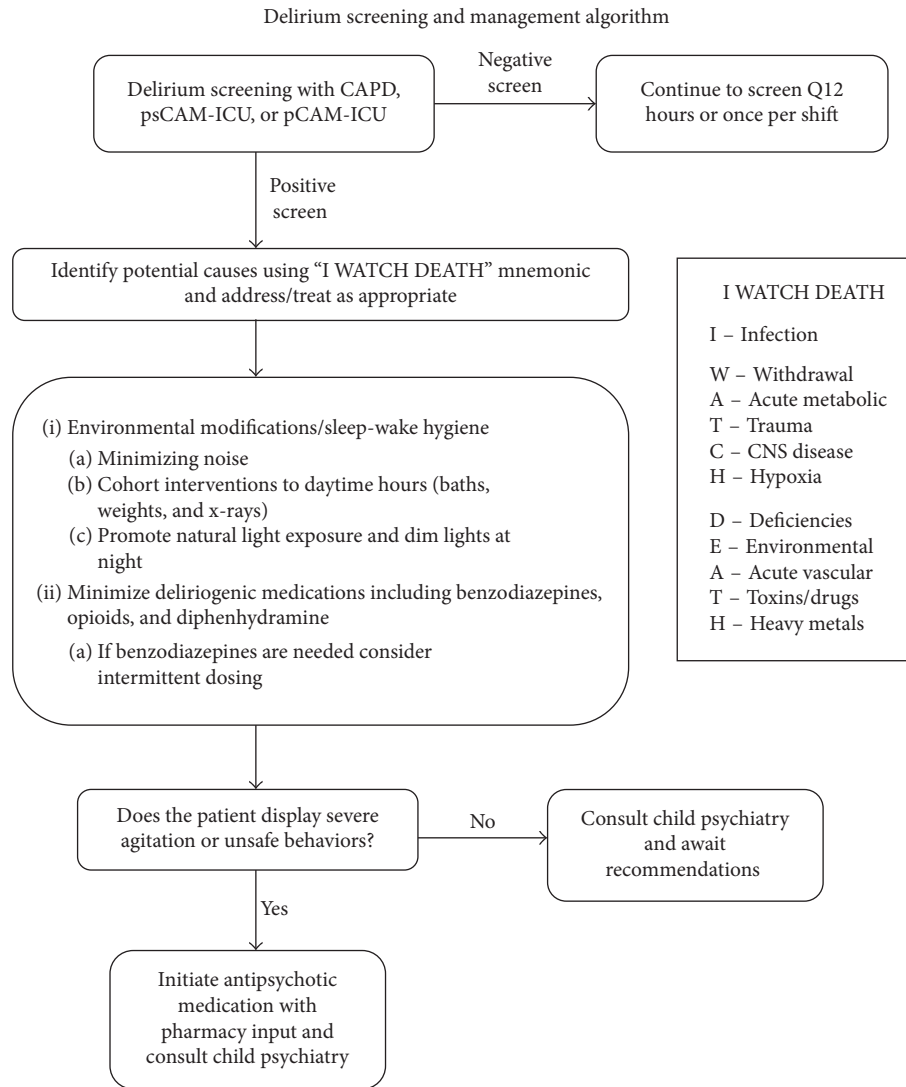 Delirium screening and management algorithm
Delirium screening with CAPD,
psCAM-ICU, or pCAM-ICU
Negative
screen
Continue to screen Q12
hours or once per shift
Positive
screen
Identify potential causes using “I WATCH DEATH” mnemonic
and address/treat as appropriate
(i) Environmental modifications/sleep-wake hygiene
(a) Minimizing noise
(b) Cohort interventions to daytime hours (baths,
weights, and x-rays)
(c) Promote natural light exposure and dim lights at
night
(ii) Minimize deliriogenic medications including benzodiazepines,
opioids, and diphenhydramine
(a) If benzodiazepines are needed consider
intermittent dosing
I WATCH DEATH
I – Infection
W – Withdrawal
A – Acute metabolic
T – Trauma
C – CNS disease
H – Hypoxia
D – Deficiencies
E – Environmental
A – Acute vascular
T – Toxins/drugs
H – Heavy metals
Does the patient display severe
agitation or unsafe behaviors?
No
Consult child psychiatry
and await
recommendations
Yes
Initiate antipsychotic
medication with
pharmacy input and
consult child psychiatry